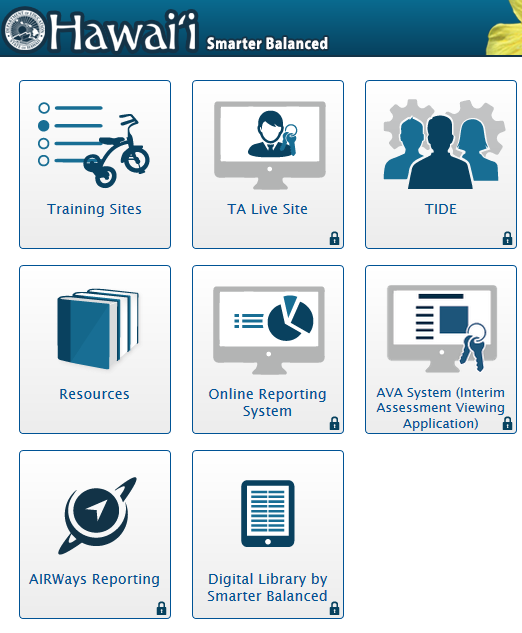 Hawai'i Smarter Balanced
Training Sites
TA Live Site
TIDE
Resources
Online Reporting
System
AVA System (Interim
Assessment Viewing
Application)
AIRWays Reporting
Digital Library by
Smarter Balanced